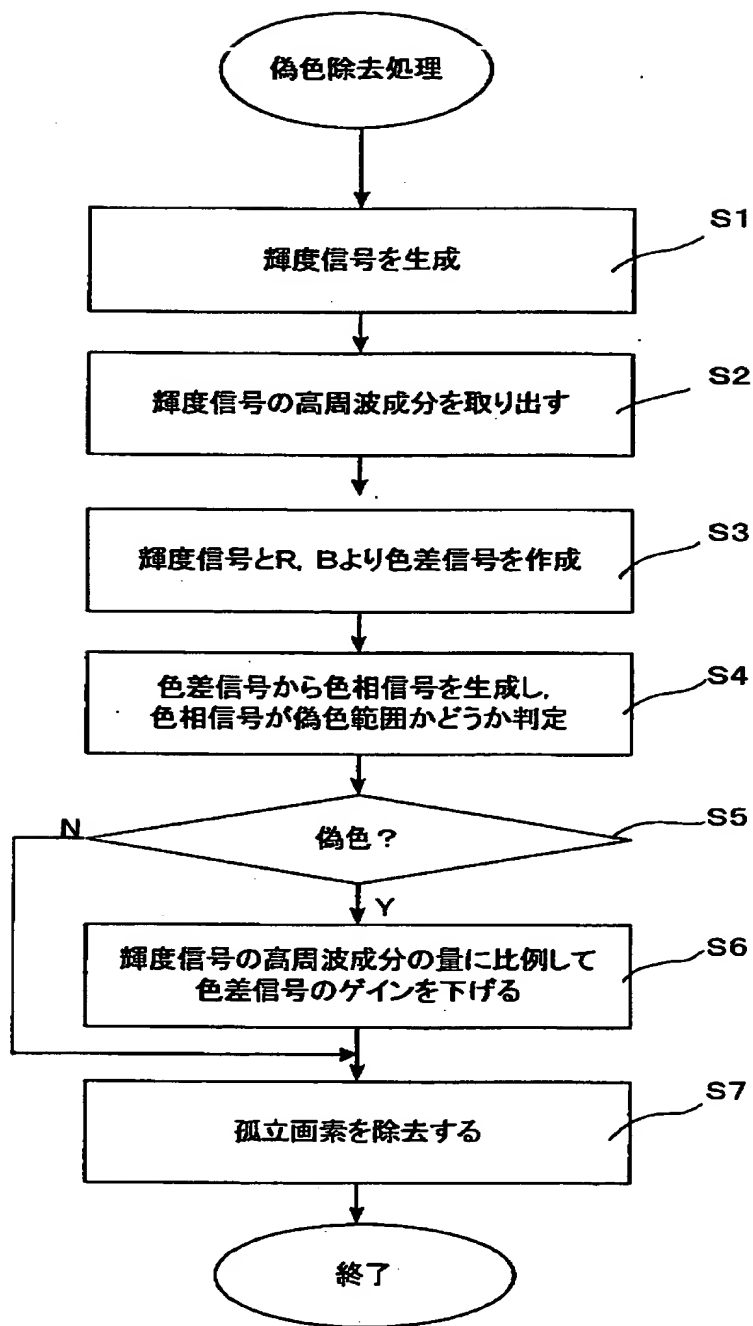 偽色除去処理
S1
輝度信号を生成
S2
輝度信号の高周波成分を取り出す
S3
輝度信号とR, Bより色差信号を作成
S4
色差信号から色相信号を生成し,
色相信号が偽色範囲かどうか判定
S5
N
偽色？
Y
S6
輝度信号の高周波成分の量に比例して
色差信号のゲインを下げる
S7
孤立画素を除去する
終了